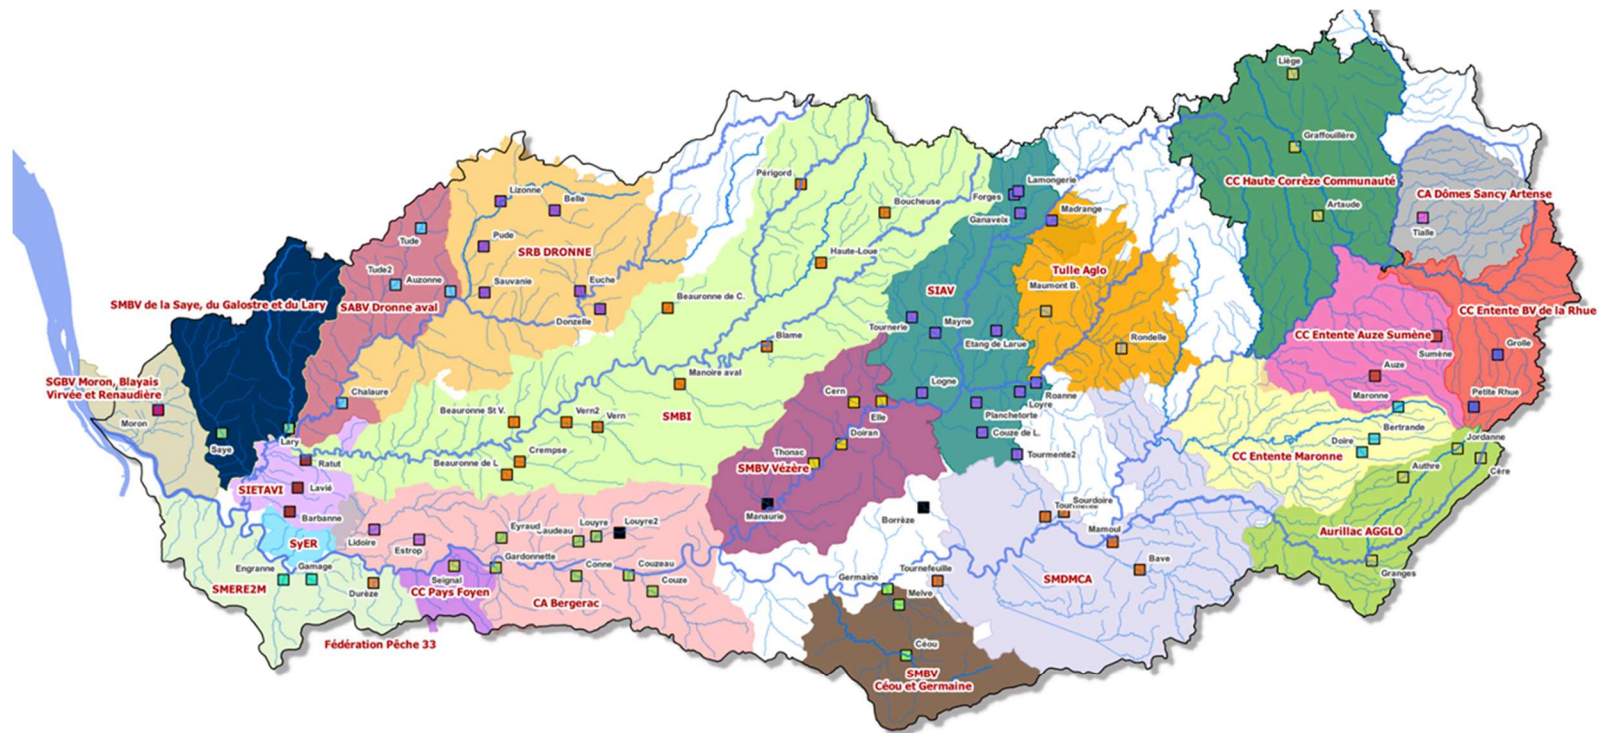 Liège
Graffouillère
CC Haute Corrèze Communauté
Artaude
CA Dômes Sancy Artense
Tialle
Périgord
Boucheuse
Forges
Lamongerie
Ganaveix
Madrange
Lizonne
Belle
Tude
Pude
SRB DRONNE
Haute-Loue
Tulle Aglo
Maumont B.
Tude2
Auzonne
Sauvanie
Euche
Donzelle
Beauronne de C.
SIAV
SMBV de la Saye, du Galostre et du Lary
SABV Dronne aval
CC Entente BV de la Rhue
Tournerie
Mayne
Etang de Larue
Rondelle
CC Entente Auze Sumène
Sumène
Grolle
Blame
Manoire aval
Auze
SGBV Moron, Blayais
Virvée et Renaudière
Moron
Chalaure
Cern
Logne
Roanne
Loyre
Maronne
Petite Rhue
Beauronne St V.
Vern2
Vern
SMBI
Elle
Planchetorte
Doiran
Couze de L.
Bertrande
Doire
Jordanne
Saye
Lary
Crempse
Thonac
Tourmente2
CC Entente Maronne
Ratut
Beauronne de L
SMBV Vézère
Authre
Cère
SIETAVI
Lavié
Manaurie
Borrèze
Sourdoire
Mamoul
Barbanne
Lidoire
Estrop
Eyraud
Caudeau
Louyre
Louyre2
Aurillac AGGLO
SyER
Gardonnette
Bave
Granges
Engranne
Gamage
SMERE2M
Durèze
Seignal
CC Pays Foyen
Conne
Couzeau
Couze
CA Bergerac
Germaine
Tournefeuille
Melve
SMDMCA
Fédération Pêche 33
Céou
SMBV
Céou et Germaine